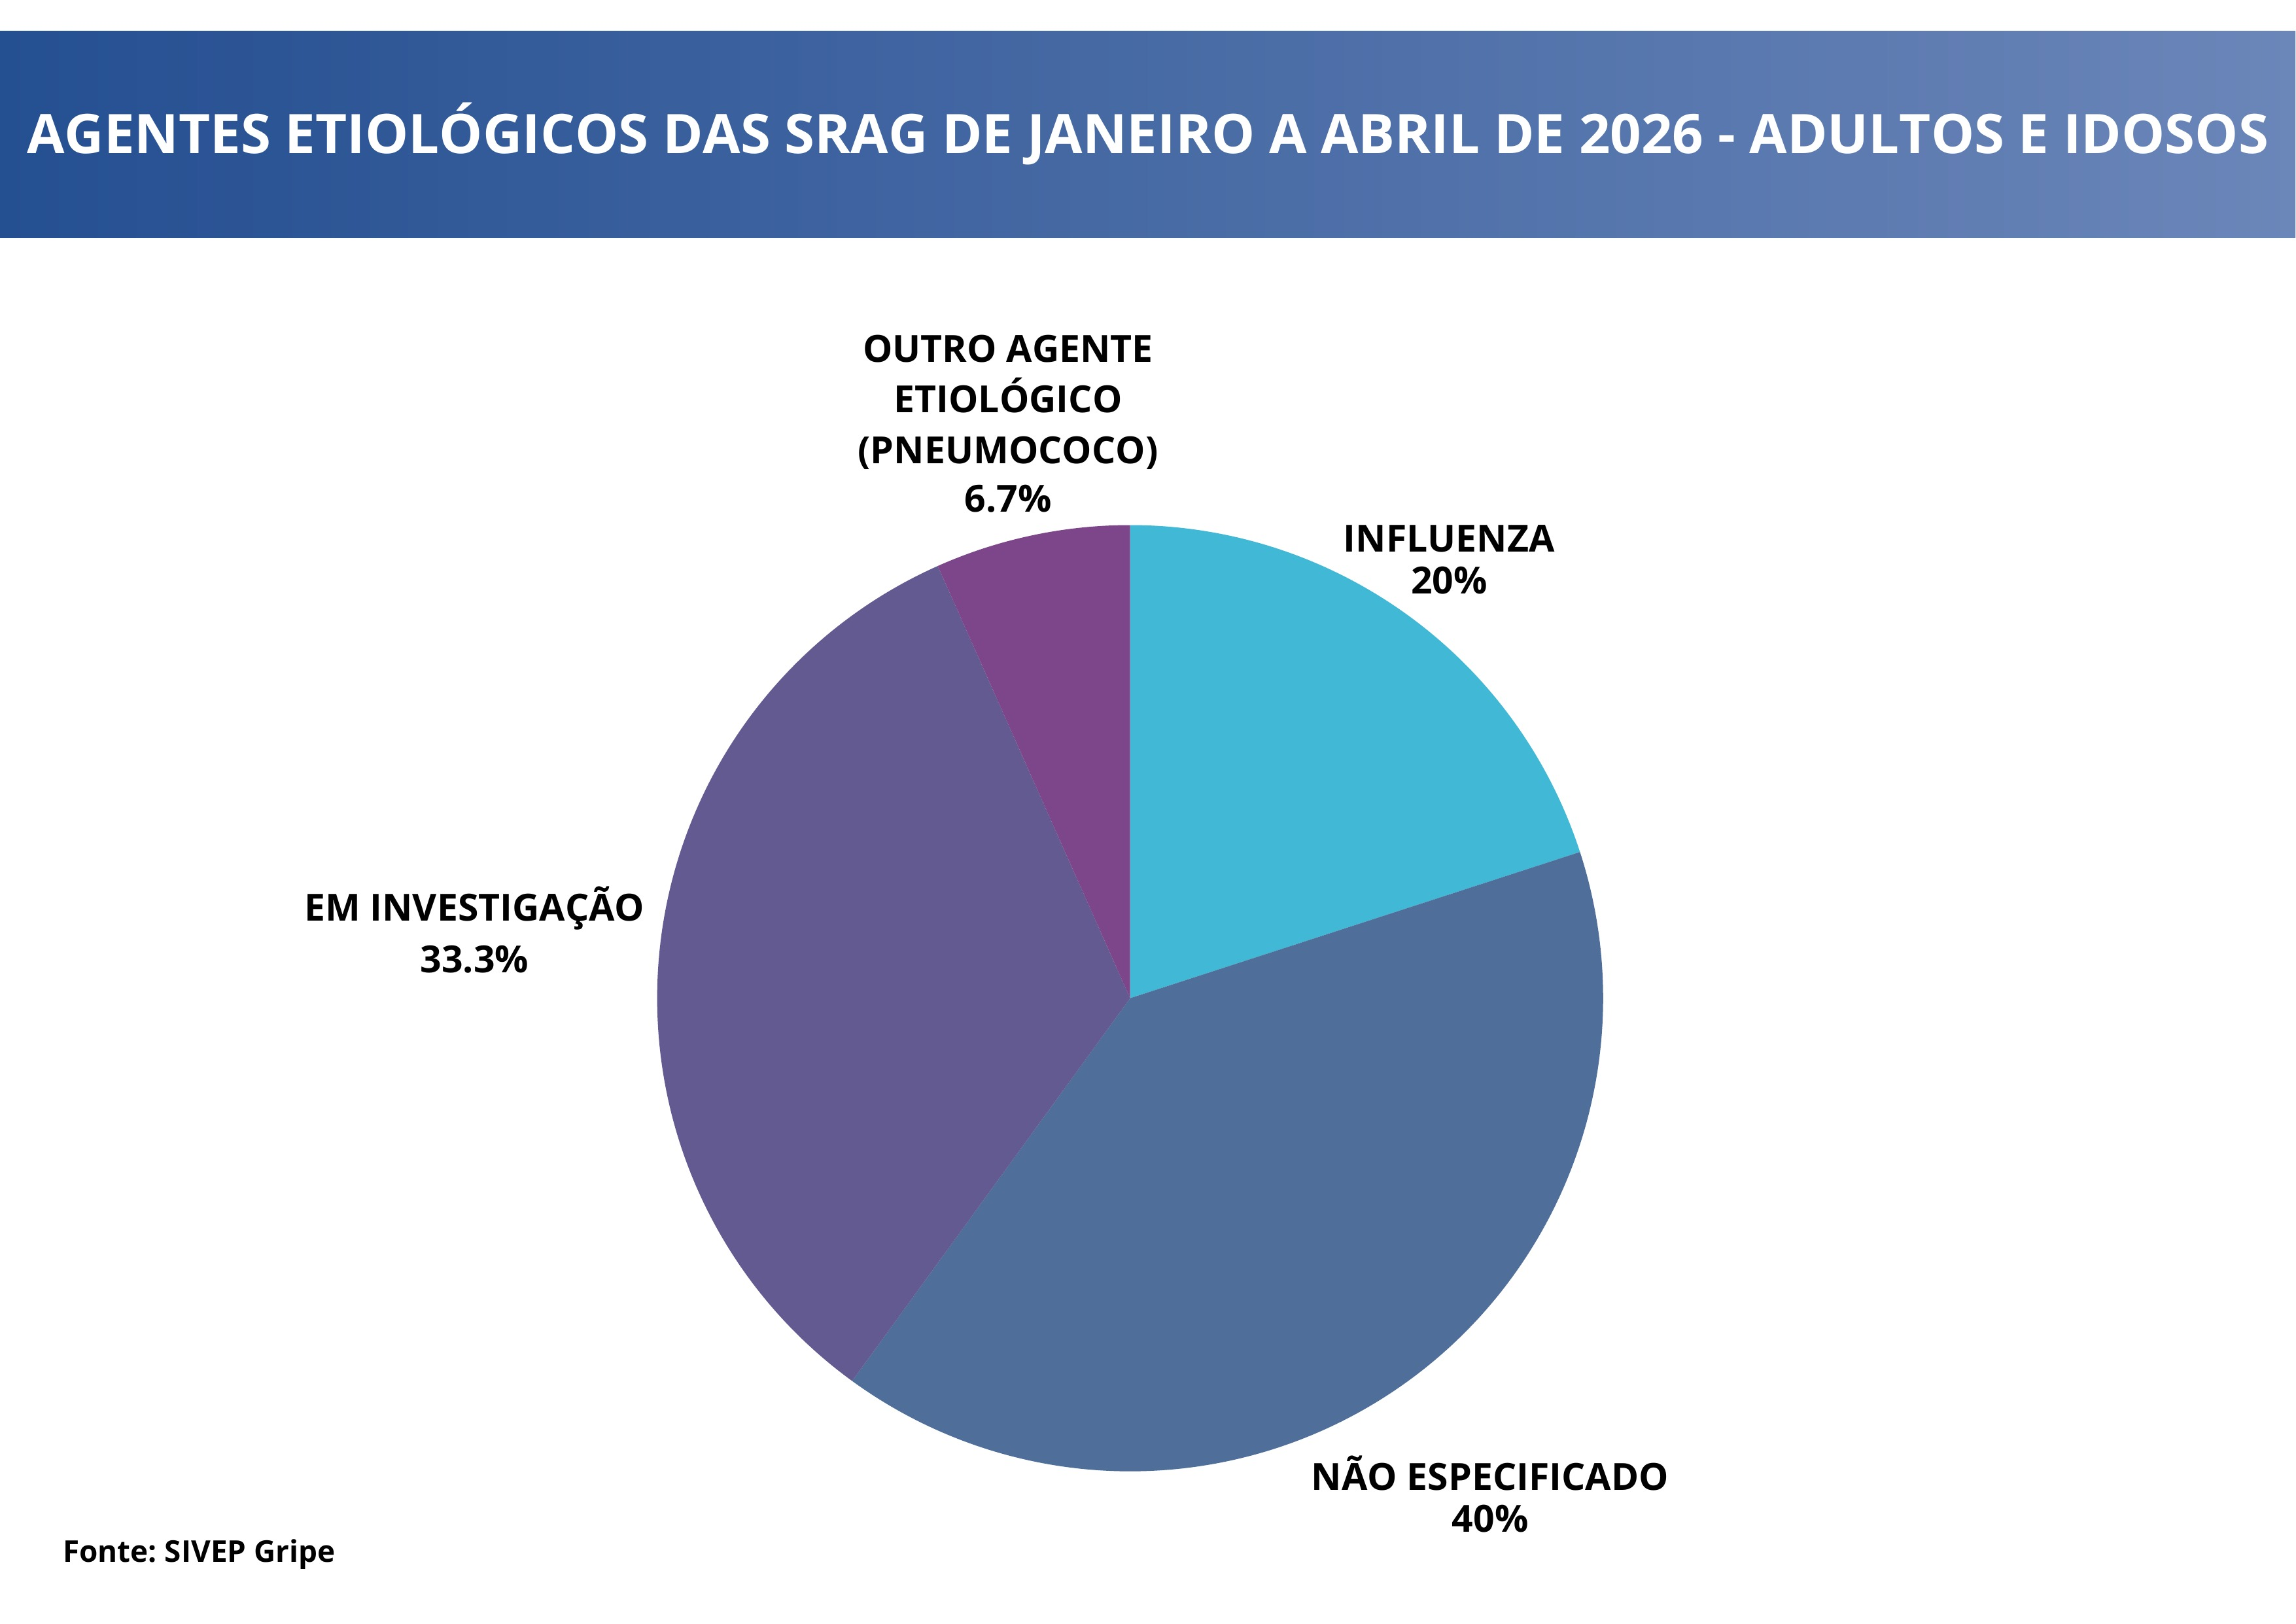 AGENTES ETIOLÓGICOS DAS SRAG DE JANEIRO A ABRIL DE 2026 - ADULTOS E IDOSOS
OUTRO AGENTE
ETIOLÓGICO
(PNEUMOCOCO)
6.7%
INFLUENZA
20%
EM INVESTIGAÇÃO
33.3%
NÃO ESPECIFICADO
40%
Fonte: SIVEP Gripe